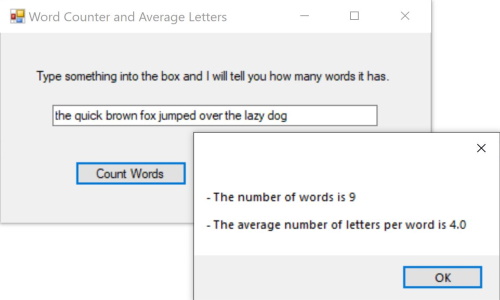 Word Counter and Average Letters
Type something into the box and I will tell you how many words it has.
the quick brown fox jumped over the lazy dog
Count Words
- The number of words is 9
- The average number of letters per word is 4.0
OK